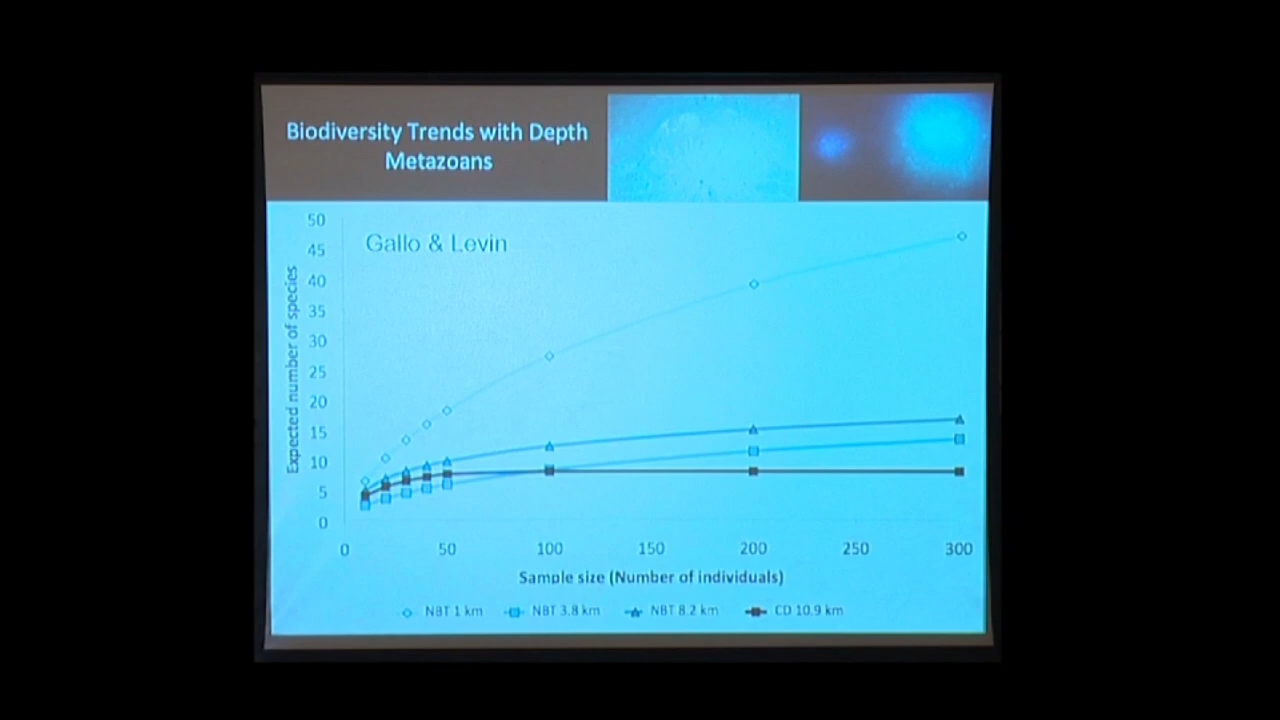 Biodiversity Trends with Depth
Metazoans
Gallo & Levin
Expected number of species
50
45
40
35
30
25
20
15
10
5
0
0 50 100 150 200 250 300
Sample size (Number of individuals)
NBT 1 km NBT 3.8 km NBT 8.2 km CD 10.9 km